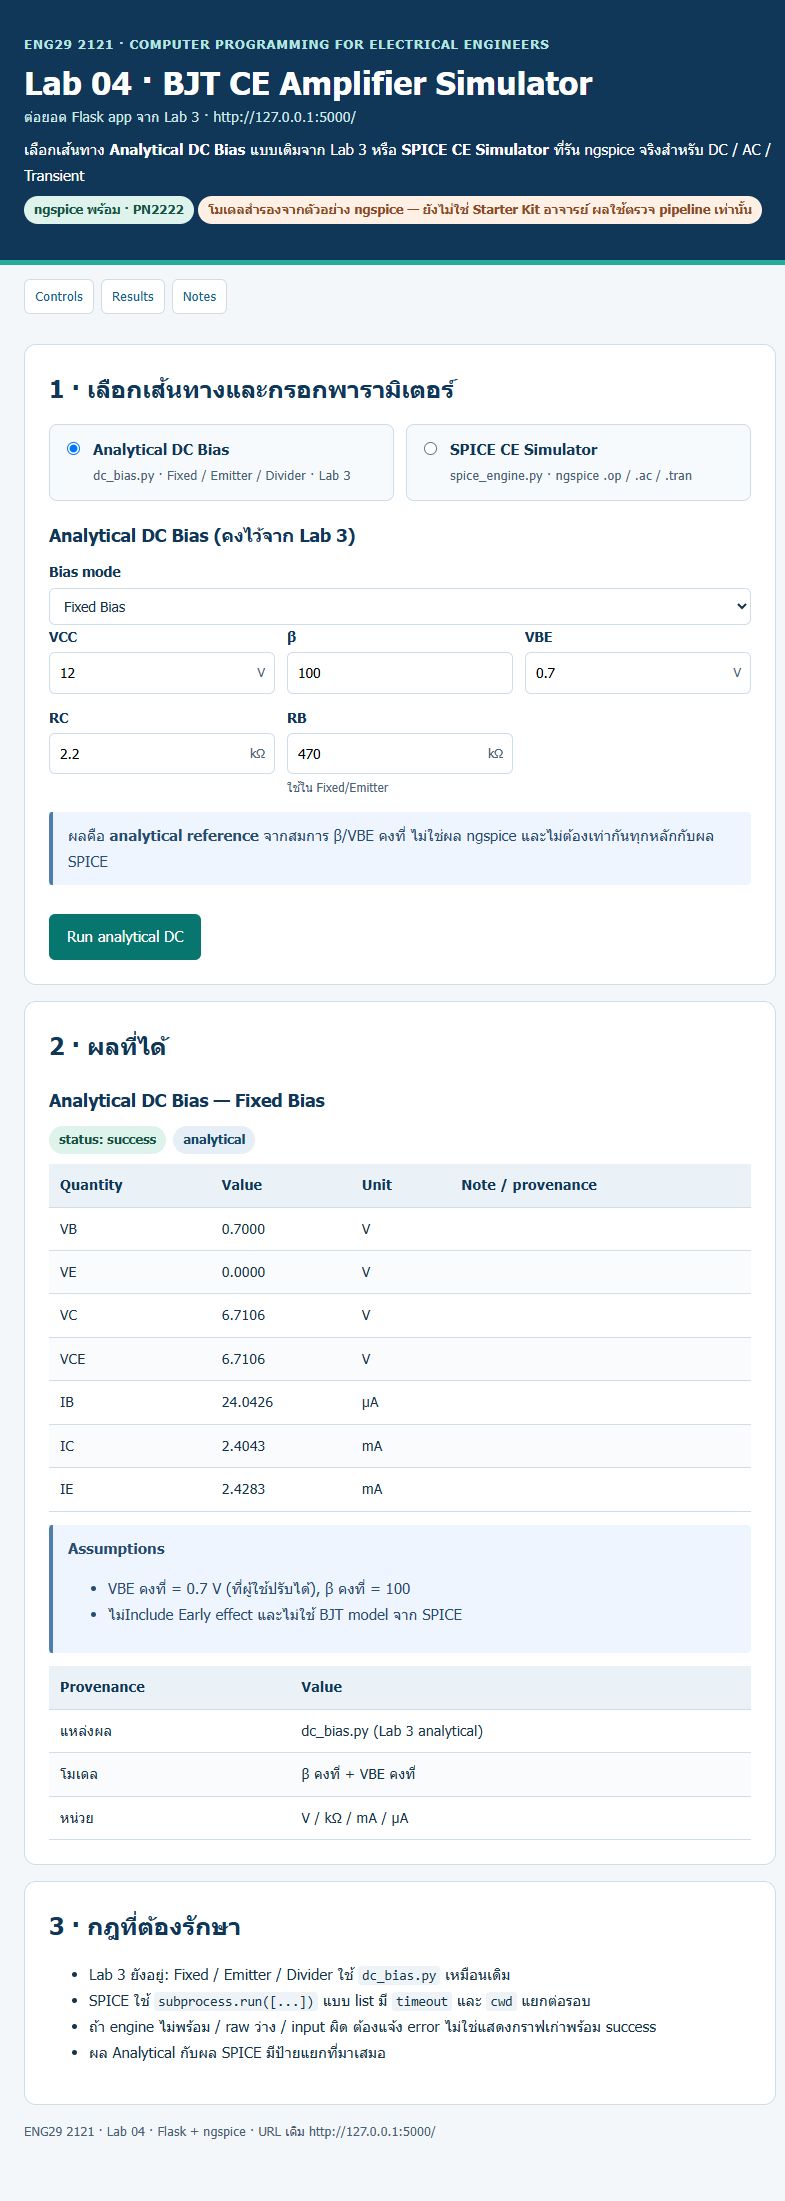 ENG29 2121 · COMPUTER PROGRAMMING FOR ELECTRICAL ENGINEERS
Lab 04 · BJT CE Amplifier Simulator
ต่อยอด Flask app จาก Lab 3 · http://127.0.0.1:5000/
เลือกเส้นทาง Analytical DC Bias แบบเดิมจาก Lab 3 หรือ SPICE CE Simulator ที่รัน ngspice จริงสำหรับ DC / AC /
Transient
ngspice พร้อม · PN2222 โมเดลสำรองจากตัวอย่าง ngspice — ยังไม่ใช่ Starter Kit อาจารย์ ผลใช้ตรวจ pipeline เท่านั้น
Controls Results Notes
1 · เลือกเส้นทางและกรอกพารามิเตอร์
Analytical DC Bias SPICE CE Simulator
dc_bias.py · Fixed / Emitter / Divider · Lab 3 spice_engine.py · ngspice .op / .ac / .tran
Analytical DC Bias (คงไว้จาก Lab 3)
Bias mode
Fixed Bias
VCC β VBE
12 V 100 0.7 V
RC RB
2.2 kΩ 470 kΩ
ใช้ใน Fixed/Emitter
ผลคือ analytical reference จากสมการ β/VBE คงที่ ไม่ใช่ผล ngspice และไม่ต้องเท่ากันทุกหลักกับผล
SPICE
Run analytical DC
2 · ผลที่ได้
Analytical DC Bias — Fixed Bias
status: success analytical
Quantity Value Unit Note / provenance
VB 0.7000 V
VE 0.0000 V
VC 6.7106 V
VCE 6.7106 V
IB 24.0426 µA
IC 2.4043 mA
IE 2.4283 mA
Assumptions
• VBE คงที่ = 0.7 V (ที่ผู้ใช้ปรับได้), β คงที่ = 100
• ไม่Include Early effect และไม่ใช้ BJT model จาก SPICE
Provenance Value
แหล่งผล dc_bias.py (Lab 3 analytical)
โมเดล β คงที่ + VBE คงที่
หน่วย V / kΩ / mA / µA
3 · กฎที่ต้องรักษา
• Lab 3 ยังอยู่: Fixed / Emitter / Divider ใช้ dc_bias.py เหมือนเดิม
• SPICE ใช้ subprocess.run([...]) แบบ list มี timeout และ cwd แยกต่อรอบ
• ถ้า engine ไม่พร้อม / raw ว่าง / input ผิด ต้องแจ้ง error ไม่ใช่แสดงกราฟเก่าพร้อม success
• ผล Analytical กับผล SPICE มีป้ายแยกที่มาเสมอ
ENG29 2121 · Lab 04 · Flask + ngspice · URL เดิม http://127.0.0.1:5000/